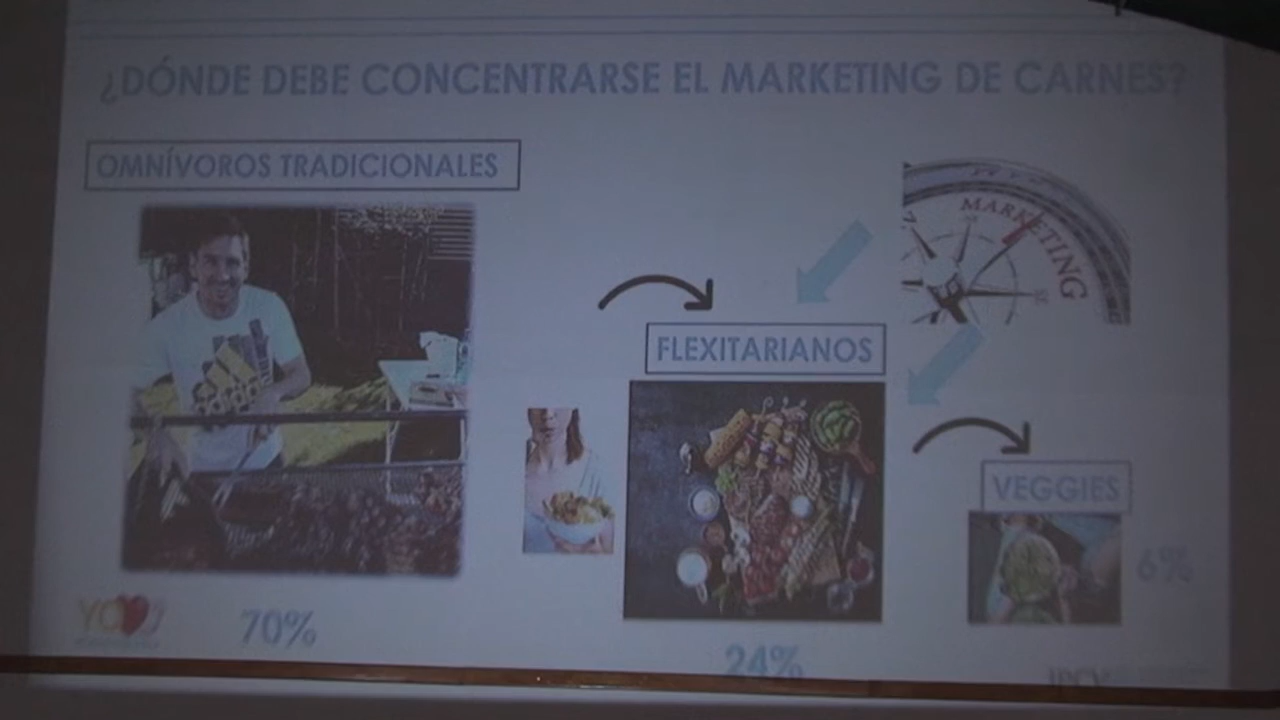 ¿DÓNDE DEBE CONCENTRARSE EL MARKETING DE CARNES?
OMNÍVOROS TRADICIONALES
MARKETING
FLEXITARIANOS
VEGGIES
6%
70%
24%